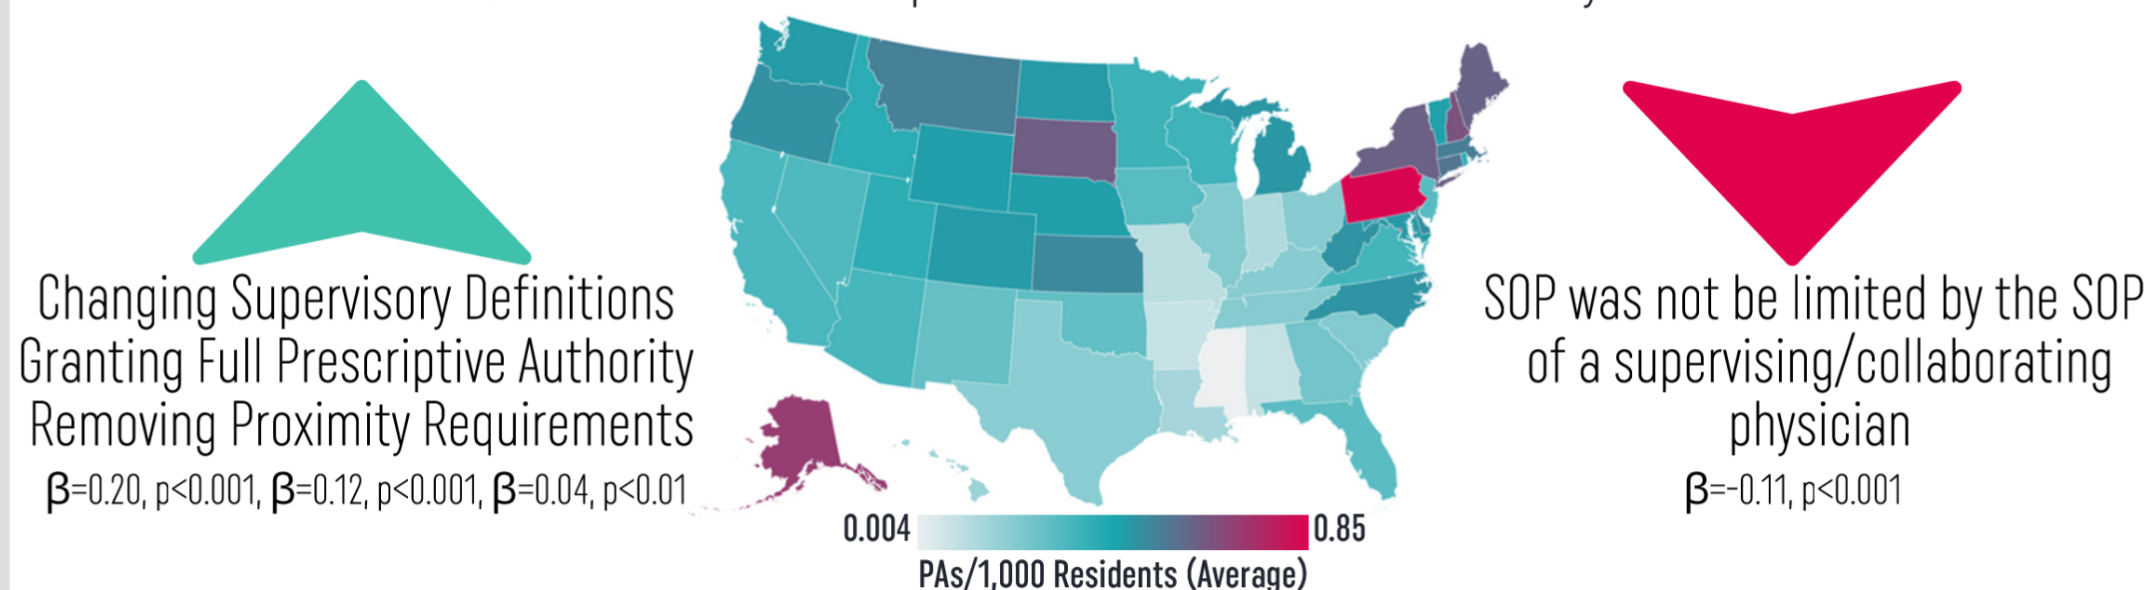 Changing Supervisory Definitions
Granting Full Prescriptive Authority
Removing Proximity Requirements
β=0.20, p<0.001, β=0.12, p<0.001, β=0.04, p<0.01
0.004
0.85
PAs/1,000 Residents (Average)
SOP was not be limited by the SOP
of a supervising/collaborating
physician
β=-0.11, p<0.001